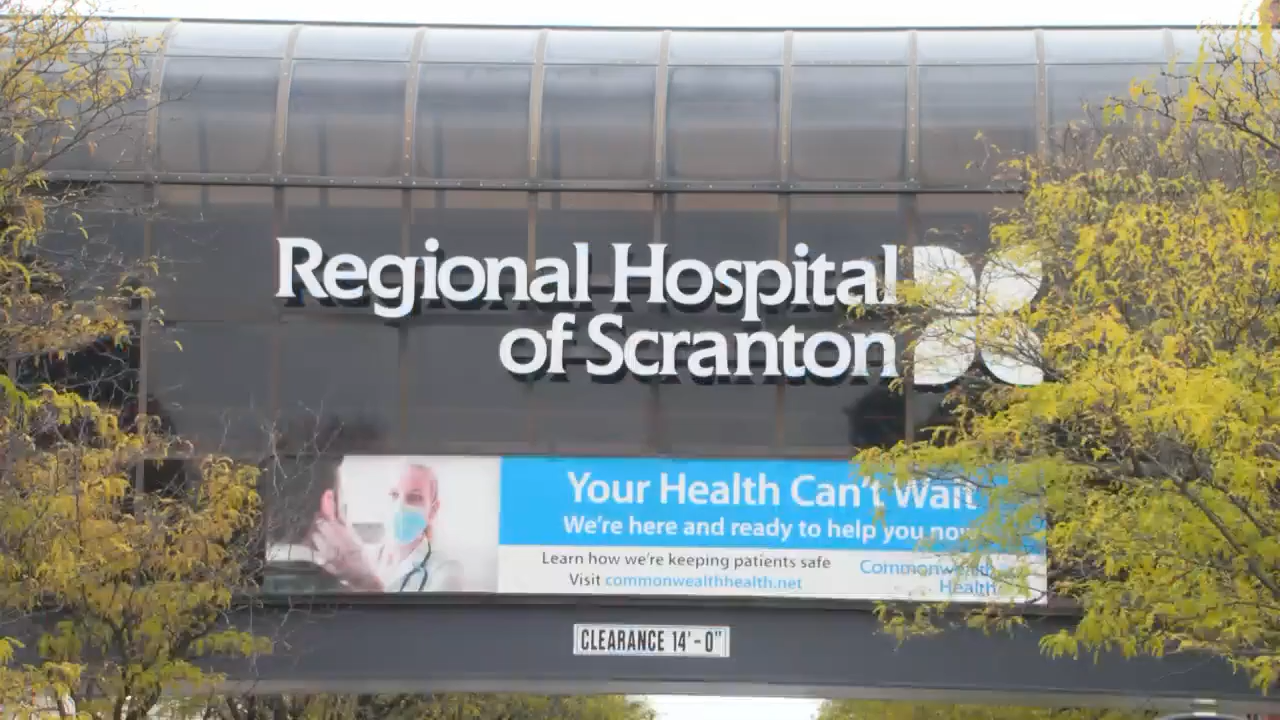 Regional Hospital
of Scranton
Your Health Can't Wait
We're here and ready to help you now
Learn how we're keeping patients safe
Visit commonwealthhealth.net
Commonwealth
Health
CLEARANCE 14'-0"